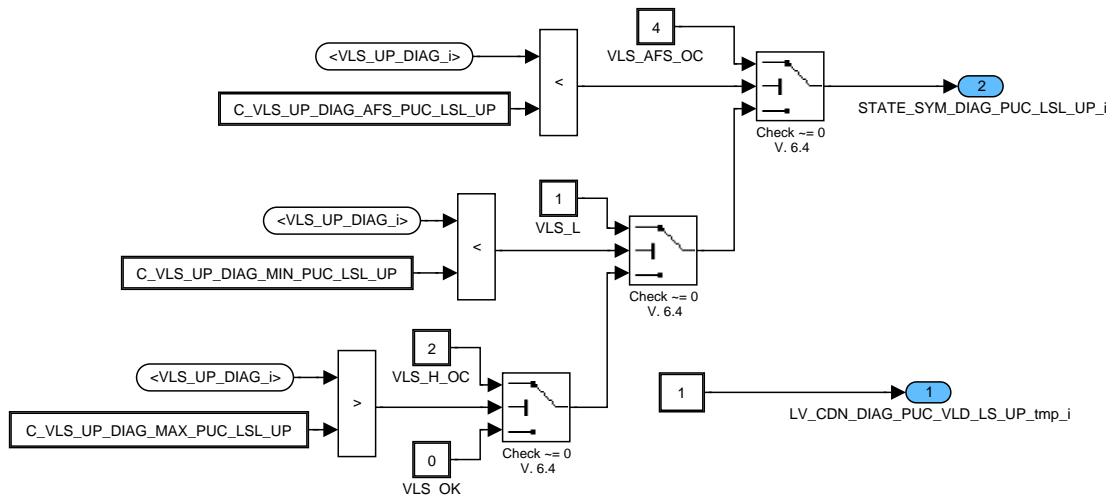 4
<VLS_UP_DIAG_i>
VLS_AFS_OC
<
2
C_VLS_UP_DIAG_AFS_PUC_LSL_UP
STATE_SYM_DIAG_PUC_LSL_UP_i
Check ~= 0
V. 6.4
1
<VLS_UP_DIAG_i>
VLS_L
<
C_VLS_UP_DIAG_MIN_PUC_LSL_UP
Check ~= 0
V. 6.4
2
<VLS_UP_DIAG_i>
VLS_H_OC
>
1
1
LV_CDN_DIAG_PUC_VLD_LS_UP_tmp_i
C_VLS_UP_DIAG_MAX_PUC_LSL_UP
0
Check ~= 0
V. 6.4
VLS_OK